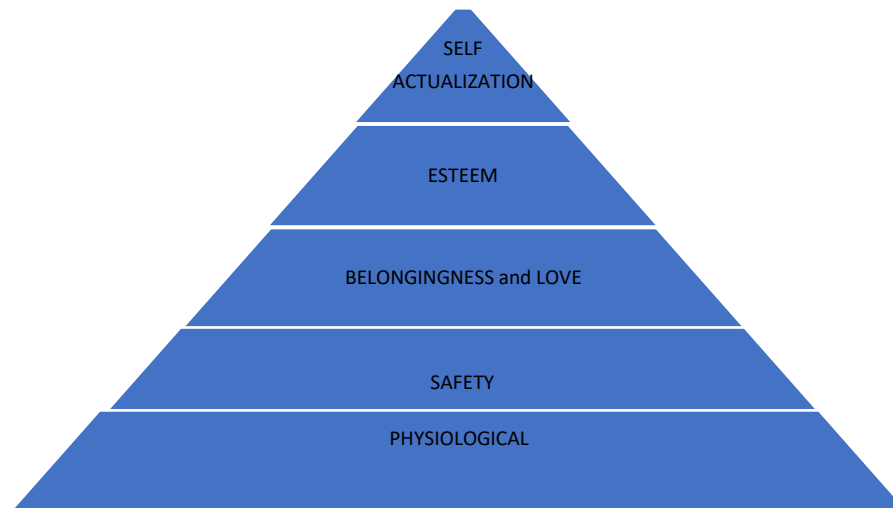 SELF
ACTUALIZATION
ESTEEM
BELONGINGNESS and LOVE
SAFETY
PHYSIOLOGICAL